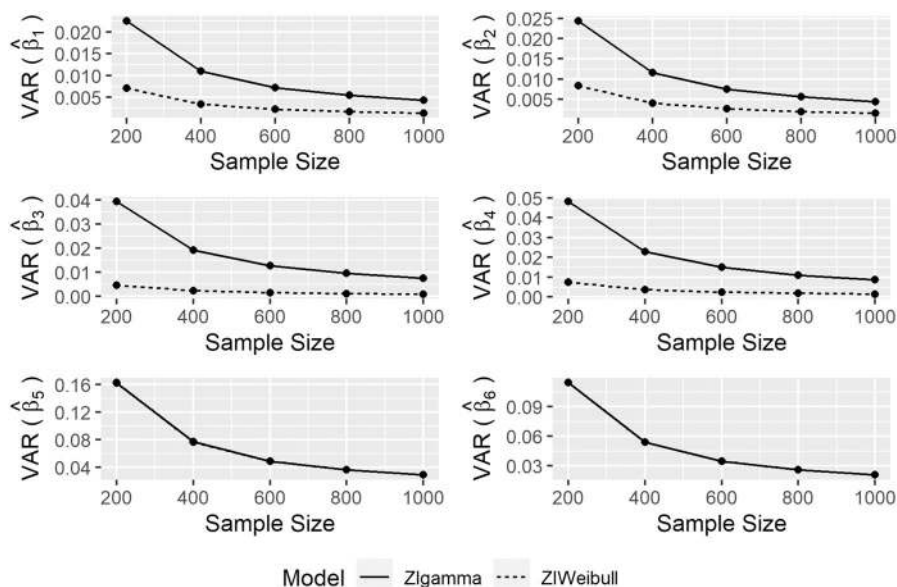 VAR ( β̂1 )
0.020
0.015
0.010
0.005
200 400 600 800 1000
Sample Size
VAR ( β̂2 )
0.025
0.020
0.015
0.010
0.005
200 400 600 800 1000
Sample Size
VAR ( β̂3 )
0.04
0.03
0.02
0.01
0.00
200 400 600 800 1000
Sample Size
VAR ( β̂4 )
0.05
0.04
0.03
0.02
0.01
0.00
200 400 600 800 1000
Sample Size
VAR ( β̂5 )
0.16
0.12
0.08
0.04
200 400 600 800 1000
Sample Size
VAR ( β̂6 )
0.09
0.06
0.03
200 400 600 800 1000
Sample Size
Model ZIgamma ZIWeibull